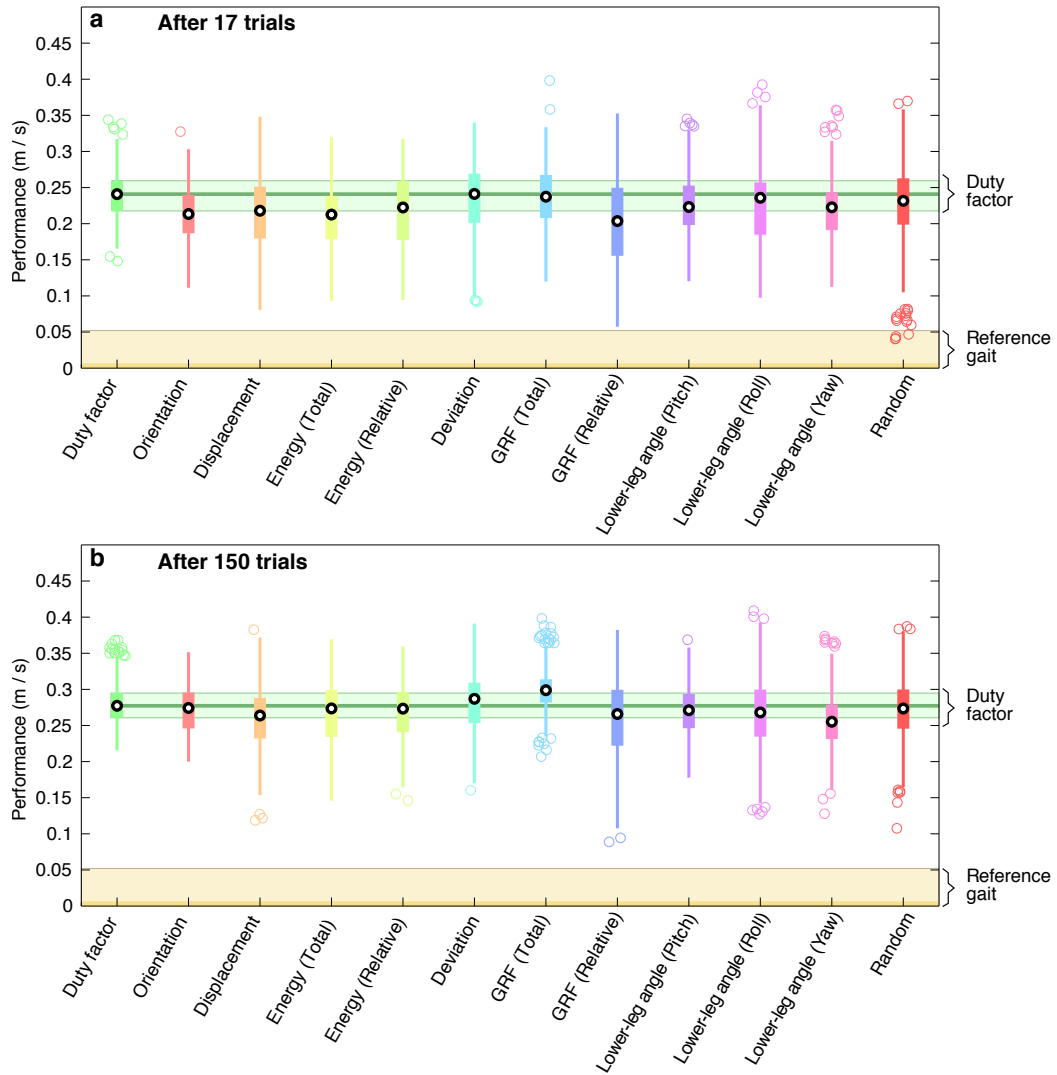 a After 17 trials
Performance (m / s)
0.45
0.4
0.35
0.3
0.25
0.2
0.15
0.1
0.05
0
Duty
factor
Reference
gait
Duty factor
Orientation
Displacement
Energy (Total)
Energy (Relative)
Deviation
GRF (Total)
GRF (Relative)
Lower-leg angle (Pitch)
Lower-leg angle (Roll)
Lower-leg angle (Yaw)
Random
b After 150 trials
Performance (m / s)
0.45
0.4
0.35
0.3
0.25
0.2
0.15
0.1
0.05
0
Duty
factor
Reference
gait
Duty factor
Orientation
Displacement
Energy (Total)
Energy (Relative)
Deviation
GRF (Total)
GRF (Relative)
Lower-leg angle (Pitch)
Lower-leg angle (Roll)
Lower-leg angle (Yaw)
Random